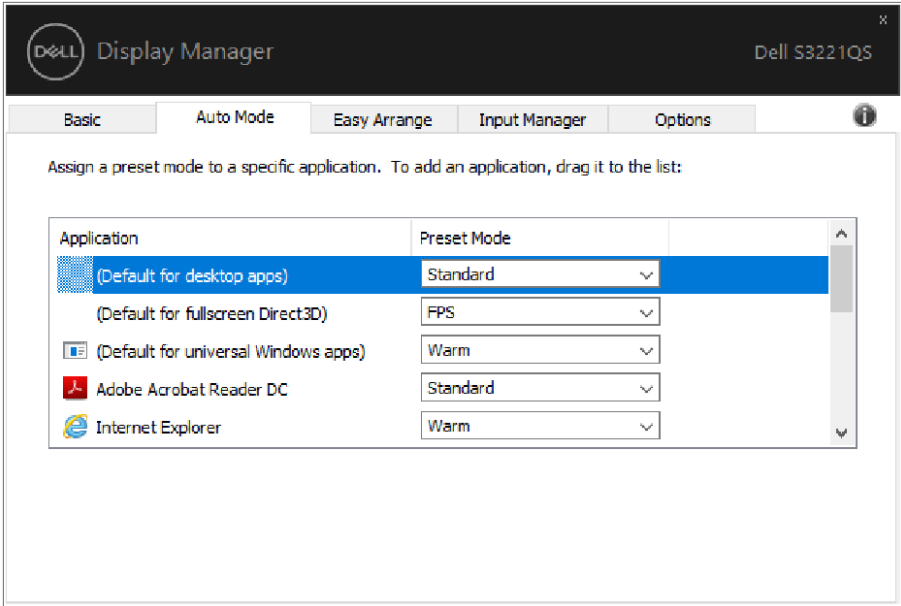 x
DELL Display Manager
Dell S3221QS
Basic Auto Mode Easy Arrange Input Manager Options
Assign a preset mode to a specific application. To add an application, drag it to the list:
Application Preset Mode
(Default for desktop apps) Standard
(Default for fullscreen Direct3D) FPS
(Default for universal Windows apps) Warm
Adobe Acrobat Reader DC Standard
Internet Explorer Warm